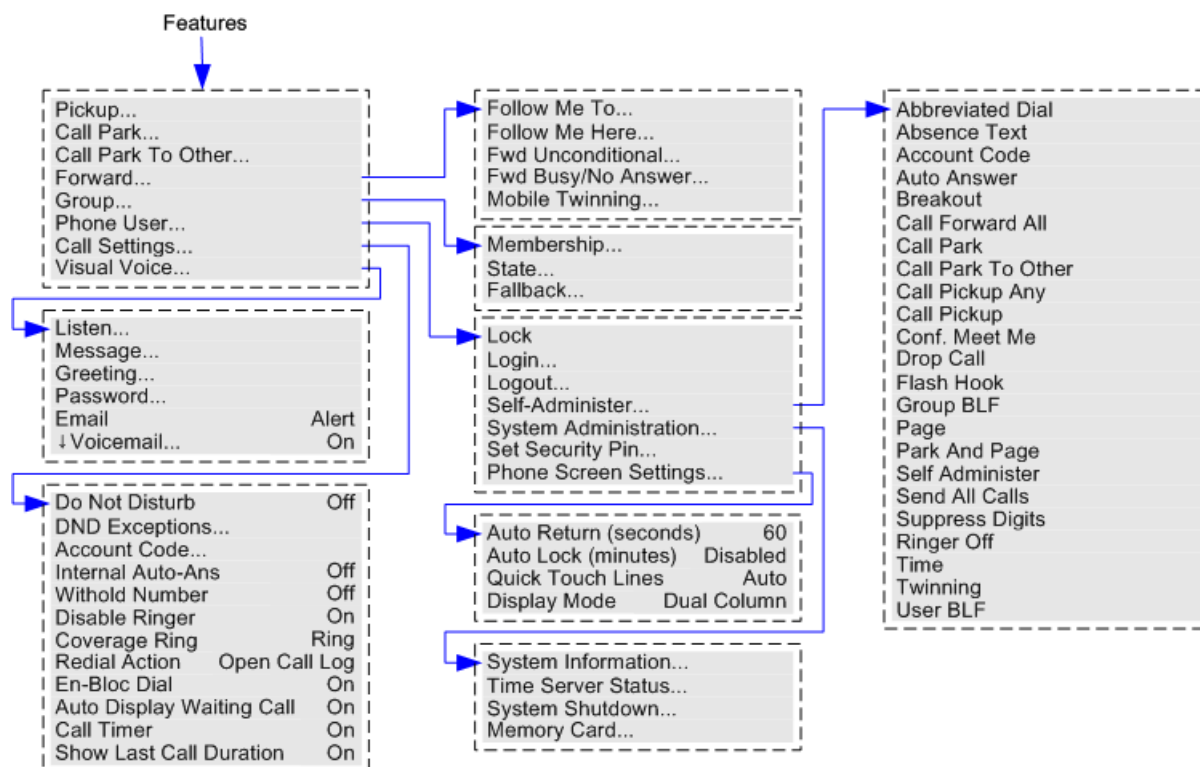 Features
Pickup...
Call Park...
Call Park To Other...
Forward...
Group...
Phone User...
Call Settings...
Visual Voice...
Listen...
Message...
Greeting...
Password...
Email Alert
↓Voicemail... On
Do Not Disturb Off
DND Exceptions...
Account Code...
Internal Auto-Ans Off
Withold Number Off
Disable Ringer On
Coverage Ring Ring
Redial Action Open Call Log
En-Bloc Dial On
Auto Display Waiting Call On
Call Timer On
Show Last Call Duration On
Follow Me To...
Follow Me Here...
Fwd Unconditional...
Fwd Busy/No Answer...
Mobile Twinning...
Membership...
State...
Fallback...
Lock
Login...
Logout...
Self-Administer...
System Administration...
Set Security Pin...
Phone Screen Settings...
Auto Return (seconds) 60
Auto Lock (minutes) Disabled
Quick Touch Lines Auto
Display Mode Dual Column
System Information...
Time Server Status...
System Shutdown...
Memory Card...
Abbreviated Dial
Absence Text
Account Code
Auto Answer
Breakout
Call Forward All
Call Park
Call Park To Other
Call Pickup Any
Call Pickup
Conf. Meet Me
Drop Call
Flash Hook
Group BLF
Page
Park And Page
Self Administer
Send All Calls
Suppress Digits
Ringer Off
Time
Twinning
User BLF